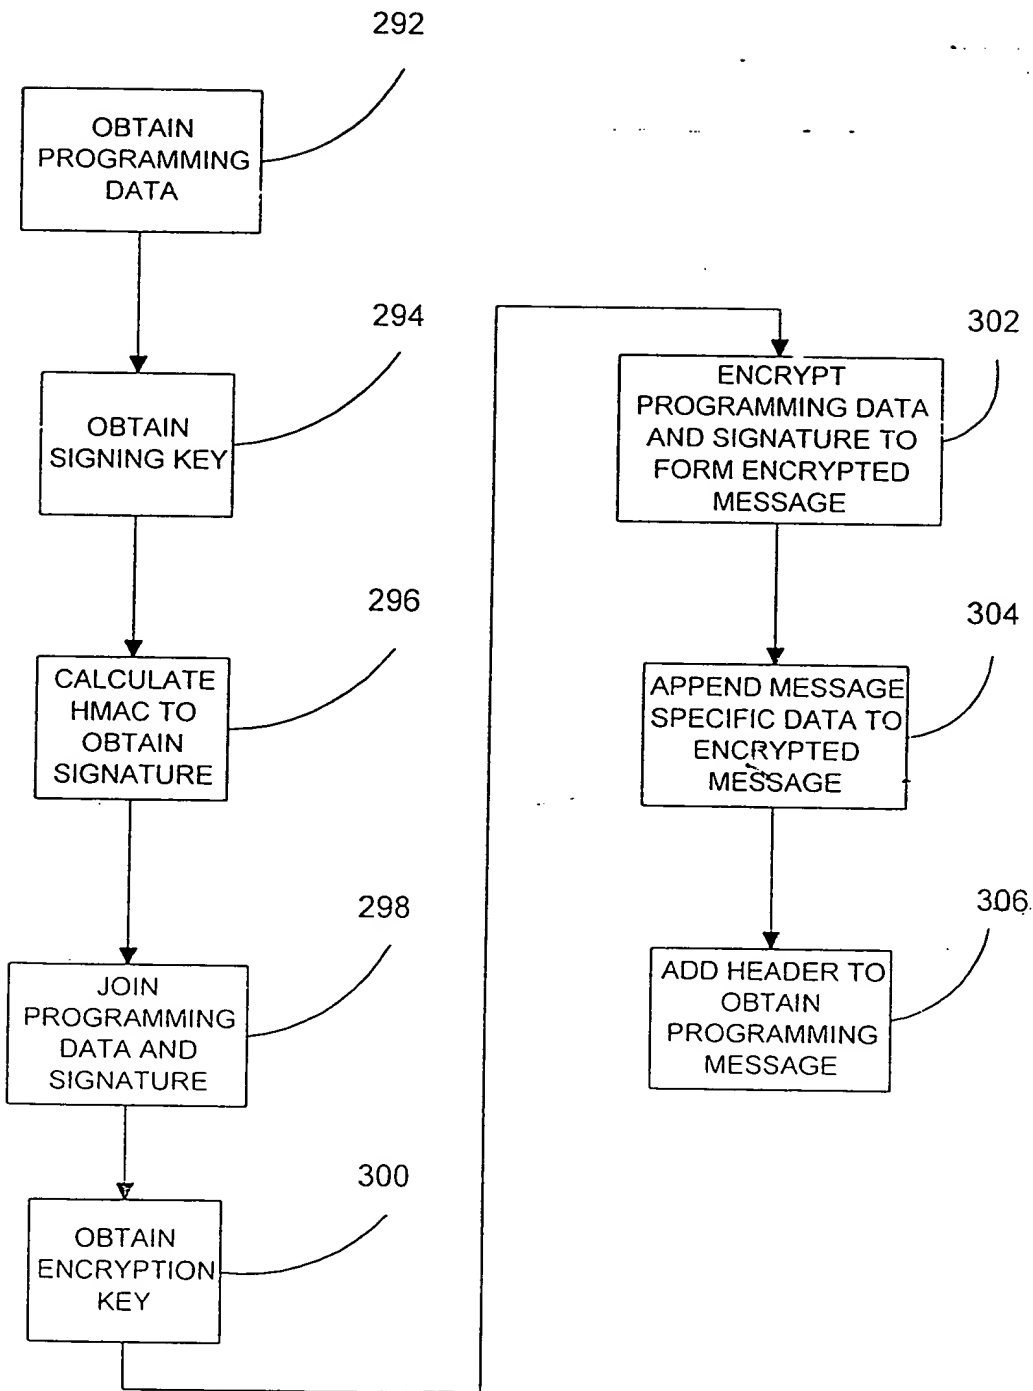 292
OBTAIN
PROGRAMMING
DATA
294
OBTAIN
SIGNING KEY
296
CALCULATE
HMAC TO
OBTAIN
SIGNATURE
298
JOIN
PROGRAMMING
DATA AND
SIGNATURE
300
OBTAIN
ENCRYPTION
KEY
302
ENCRYPT
PROGRAMMING DATA
AND SIGNATURE TO
FORM ENCRYPTED
MESSAGE
304
APPEND MESSAGE
SPECIFIC DATA TO
ENCRYPTED
MESSAGE
306
ADD HEADER TO
OBTAIN
PROGRAMMING
MESSAGE